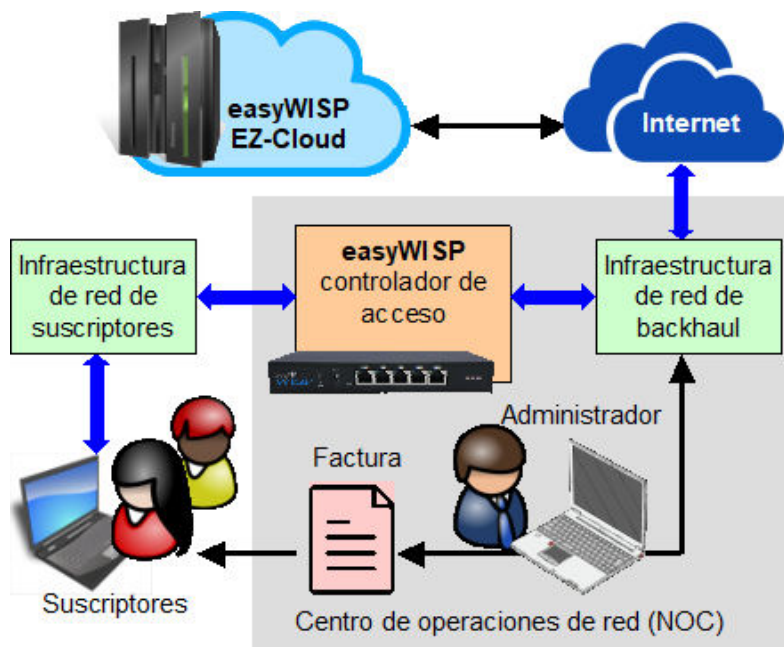 easyWISP
EZ-Cloud
Internet
Infraestructura
de red de
suscriptores
easyWISP
controlador de
acceso
Infraestructura
de red de
backhaul
Administrador
Factura
Suscriptores
Centro de operaciones de red (NOC)